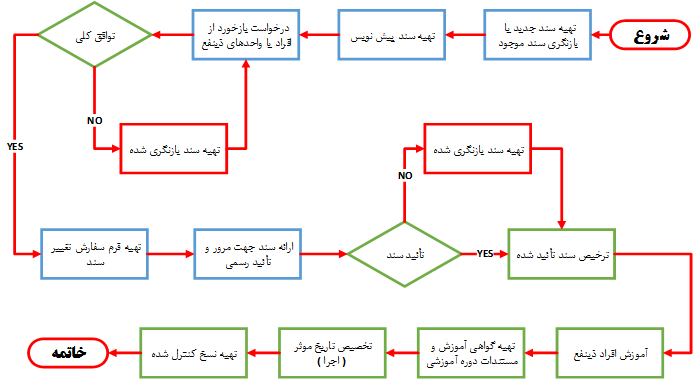 شروع
تهیه سند جدید یا
بازنگری سند موجود
تهیه سند پیش نویس
درخواست بازخورد از
افراد یا واحدهای ذینفع
توافق کلی
NO
YES
تهیه سند بازنگری شده
تهیه فرم سفارش تغییر
سند
ارائه سند جهت مرور و
تأئید رسمی
تأئید سند
NO
تهیه سند بازنگری شده
YES
ترخیص سند تأئید شده
آموزش افراد ذینفع
تهیه گواهی آموزش و
مستندات دوره آموزشی
تخصیص تاریخ موثر
( اجرا )
تهیه نسخ کنترل شده
خاتمه